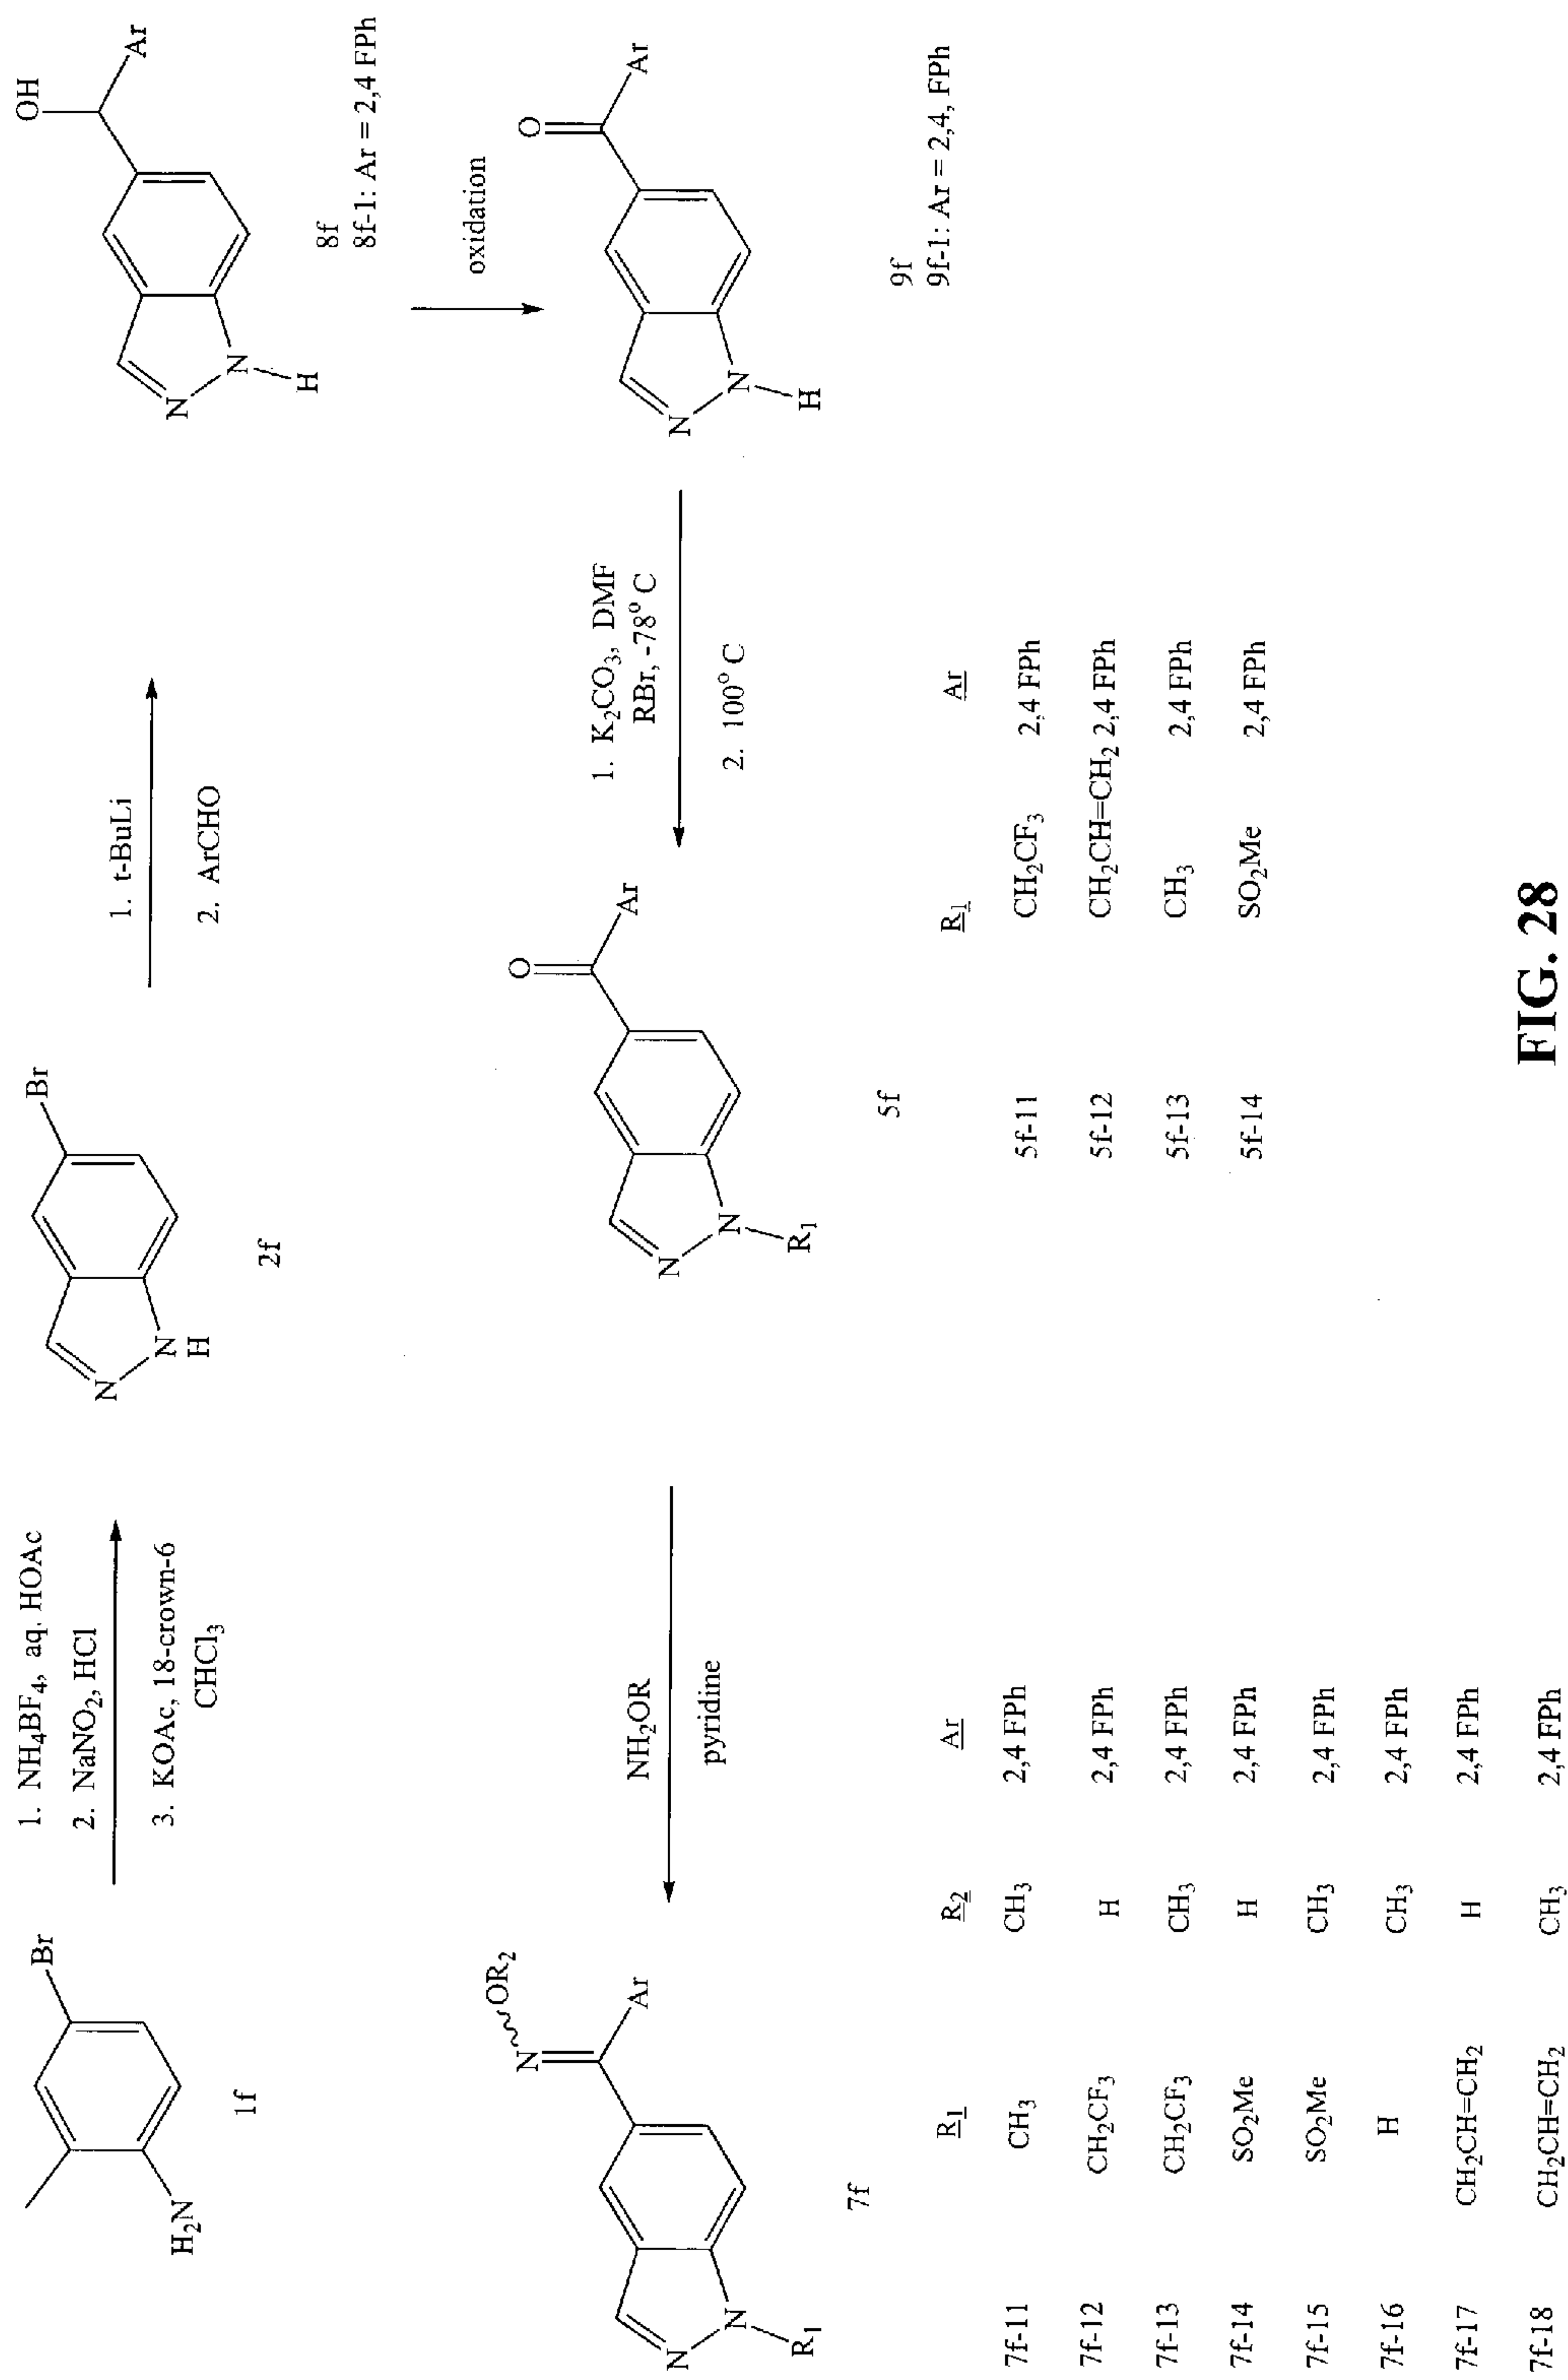 H2N
Br
1f
1. NH4BF4, aq. HOAc
2. NaNO2, HCl
3. KOAc, 18-crown-6
CHCl3
Br
N
N
H
2f
1. t-BuLi
2. ArCHO
OH
Ar
N
N
H
8f
8f-1: Ar = 2,4 FPh
oxidation
O
Ar
N
N
H
9f
9f-1: Ar = 2,4, FPh
1. K2CO3, DMF
RBr, -78° C
2. 100° C
O
Ar
N
N
R1
5f
R1 Ar
5f-11 CH2CF3 2,4 FPh
5f-12 CH2CH=CH2 2,4 FPh
5f-13 CH3 2,4 FPh
5f-14 SO2Me 2,4 FPh
NH2OR
pyridine
N OR2
Ar
N
N
R1
7f
R1 R2 Ar
7f-11 CH3 CH3 2,4 FPh
7f-12 CH2CF3 H 2,4 FPh
7f-13 CH2CF3 CH3 2,4 FPh
7f-14 SO2Me H 2,4 FPh
7f-15 SO2Me CH3 2,4 FPh
7f-16 H CH3 2,4 FPh
7f-17 CH2CH=CH2 H 2,4 FPh
7f-18 CH2CH=CH2 CH3 2,4 FPh
FIG. 28